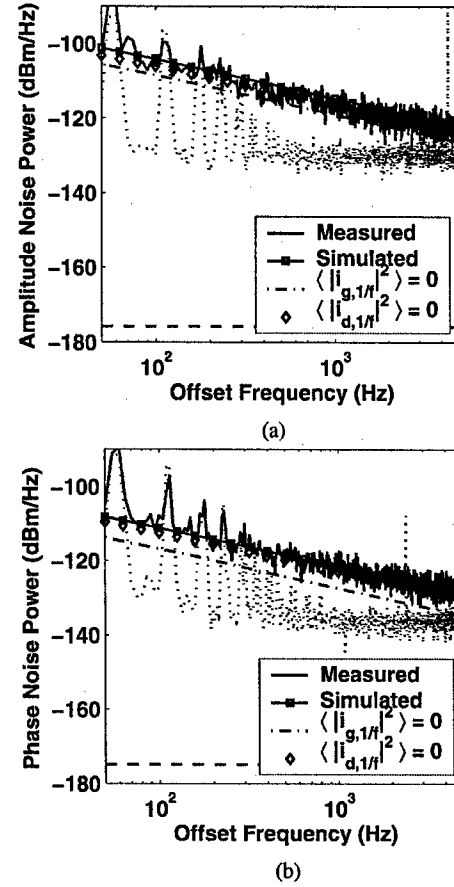 Amplitude Noise Power (dBm/Hz)
−100
−120
−140
−160
−180
Measured
Simulated
⟨ |i_{g,1/f}|^2 ⟩ = 0
⟨ |i_{d,1/f}|^2 ⟩ = 0
10^2
10^3
Offset Frequency (Hz)
(a)
Phase Noise Power (dBm/Hz)
−100
−120
−140
−160
−180
Measured
Simulated
⟨ |i_{g,1/f}|^2 ⟩ = 0
⟨ |i_{d,1/f}|^2 ⟩ = 0
10^2
10^3
Offset Frequency (Hz)
(b)